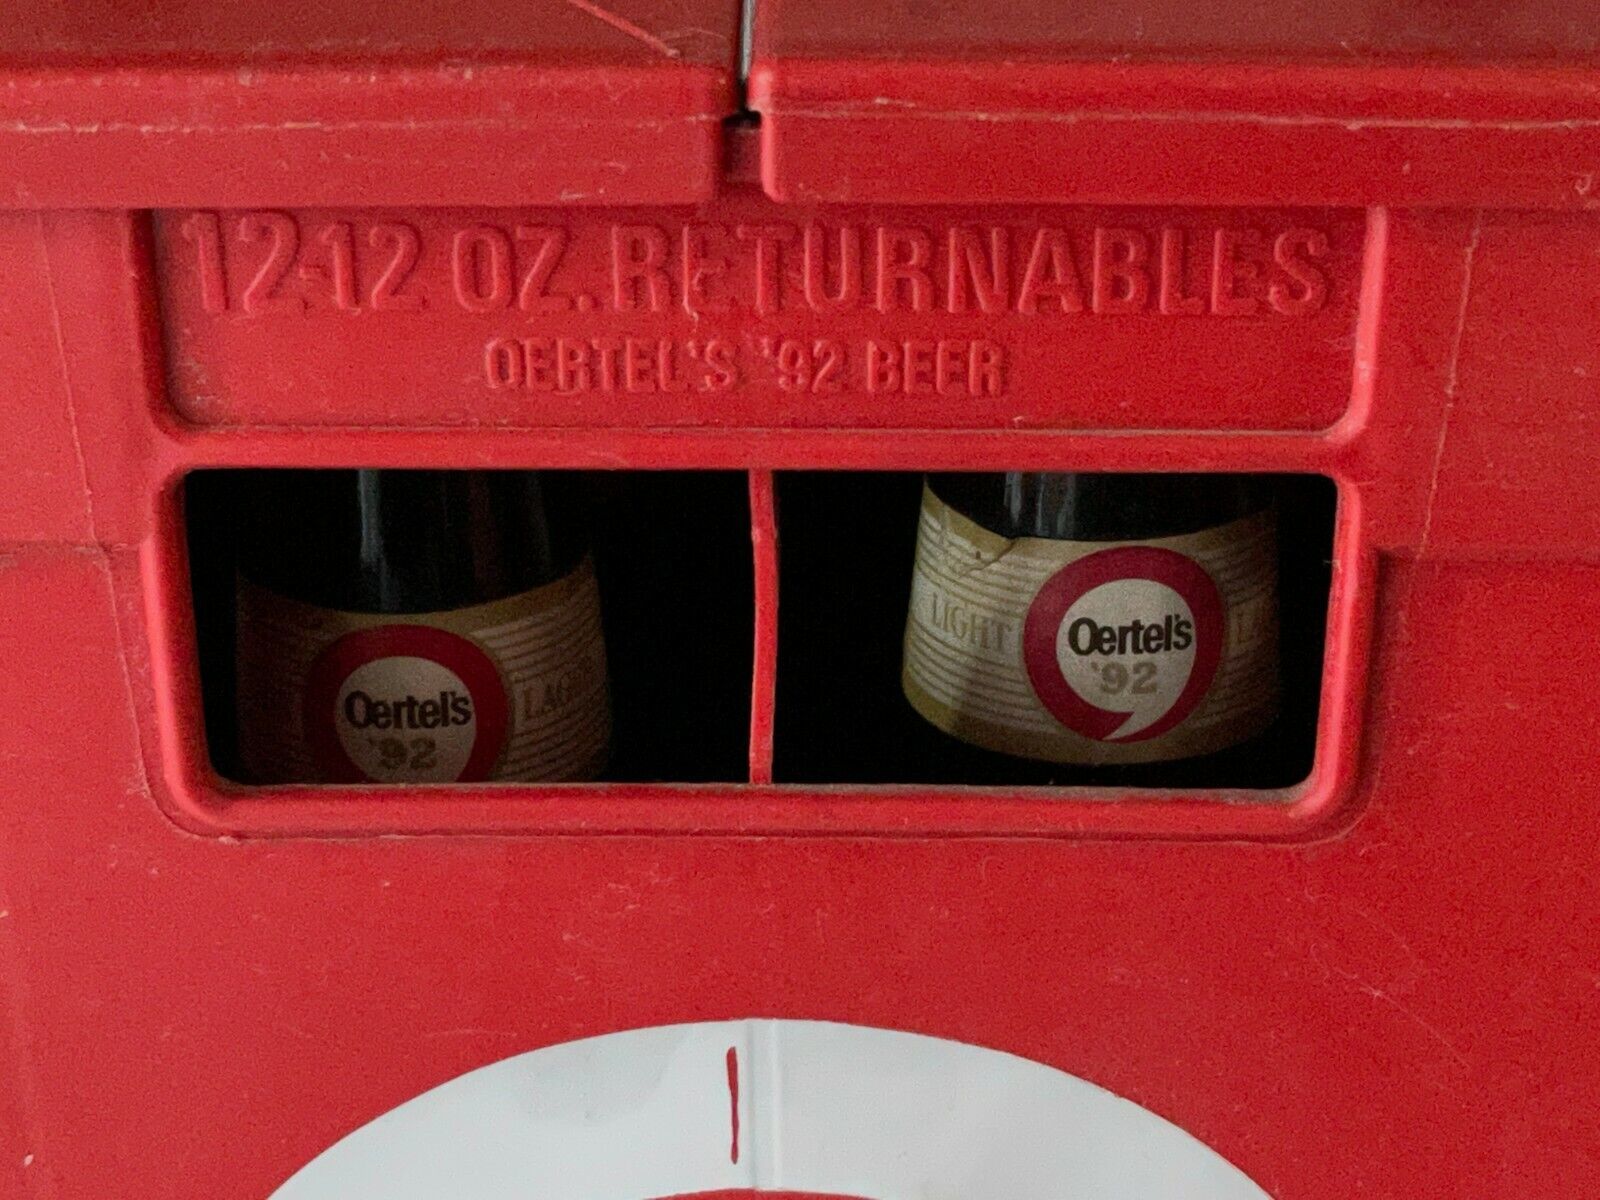 12-12 OZ. RETURNABLES
OERTEL'S '92 BEER
LIGHT
Oertel's
'92
Oertel's
'92